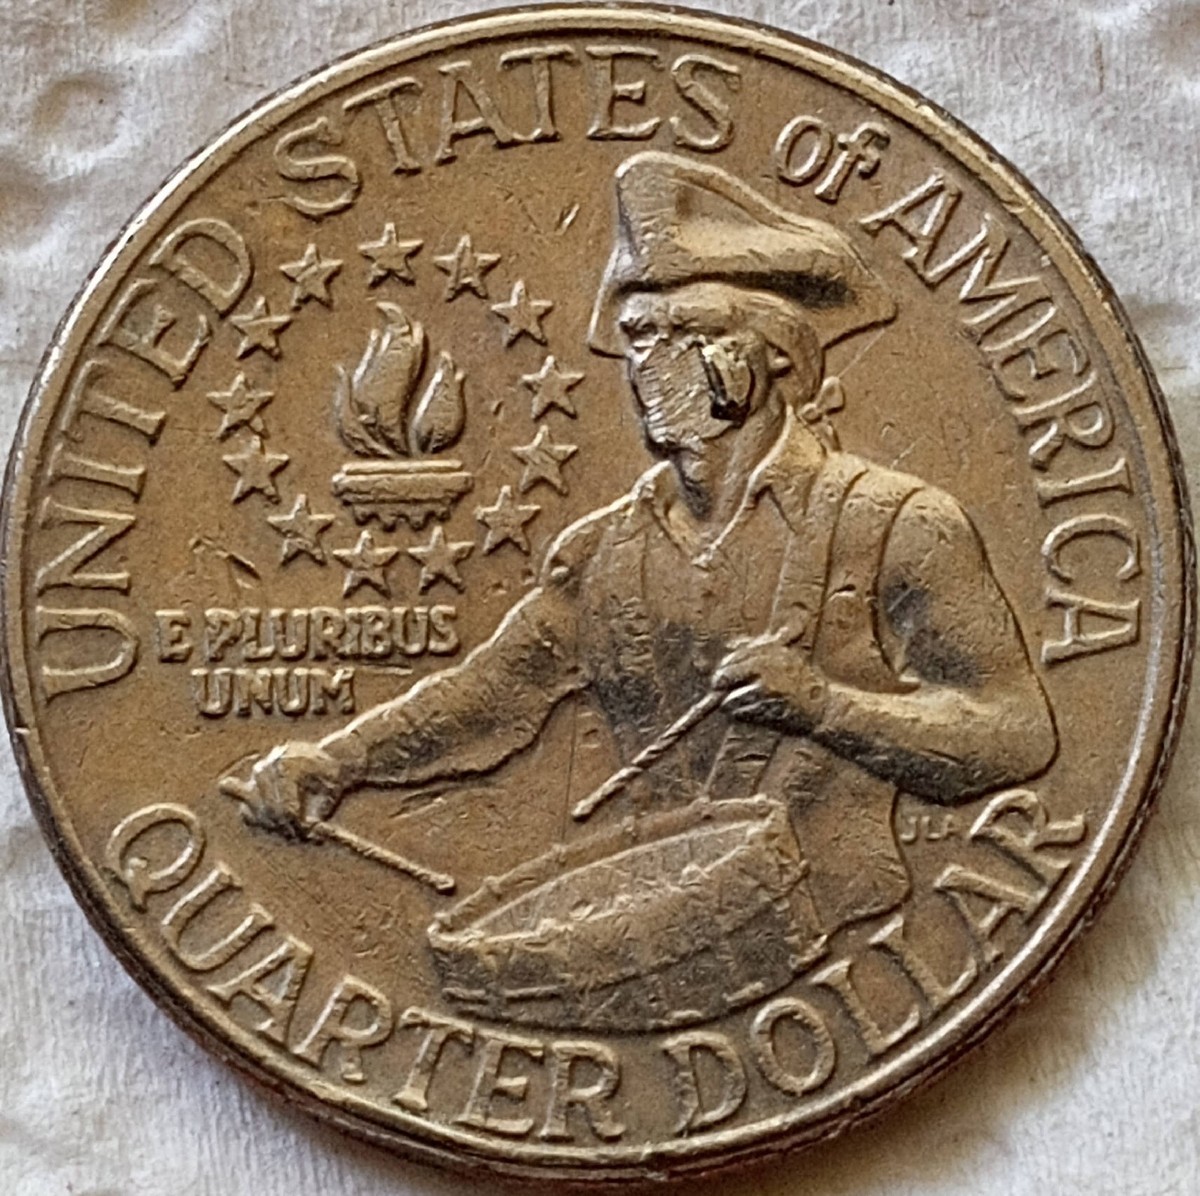 UNITED STATES of AMERICA
E PLURIBUS
UNUM
JLA
QUARTER DOLLAR